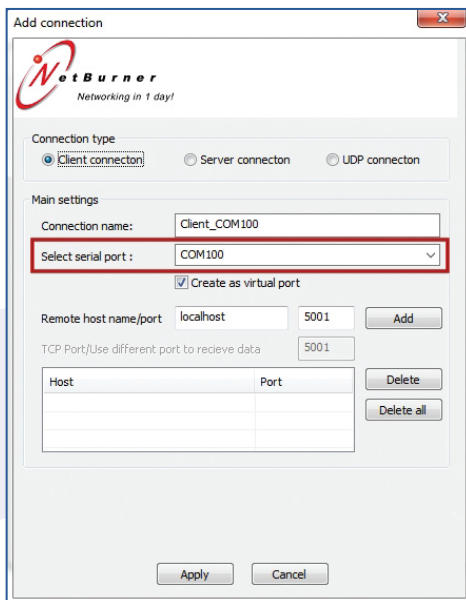 Add connection
x
NetBurner
Networking in 1 day!
Connection type
Client connecton
Server connecton
UDP connecton
Main settings
Connection name:
Client_COM100
Select serial port :
COM100
Create as virtual port
Remote host name/port
localhost
5001
Add
TCP Port/Use different port to recieve data
5001
Host
Port
Delete
Delete all
Apply
Cancel